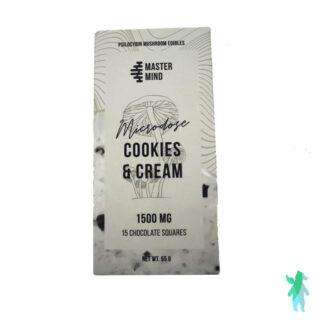 PSILOCYBIN MUSHROOM EDIBLES
MASTER
MIND
Microdose
COOKIES
& CREAM
1500 MG
15 CHOCOLATE SQUARES
NET WT. 55 G